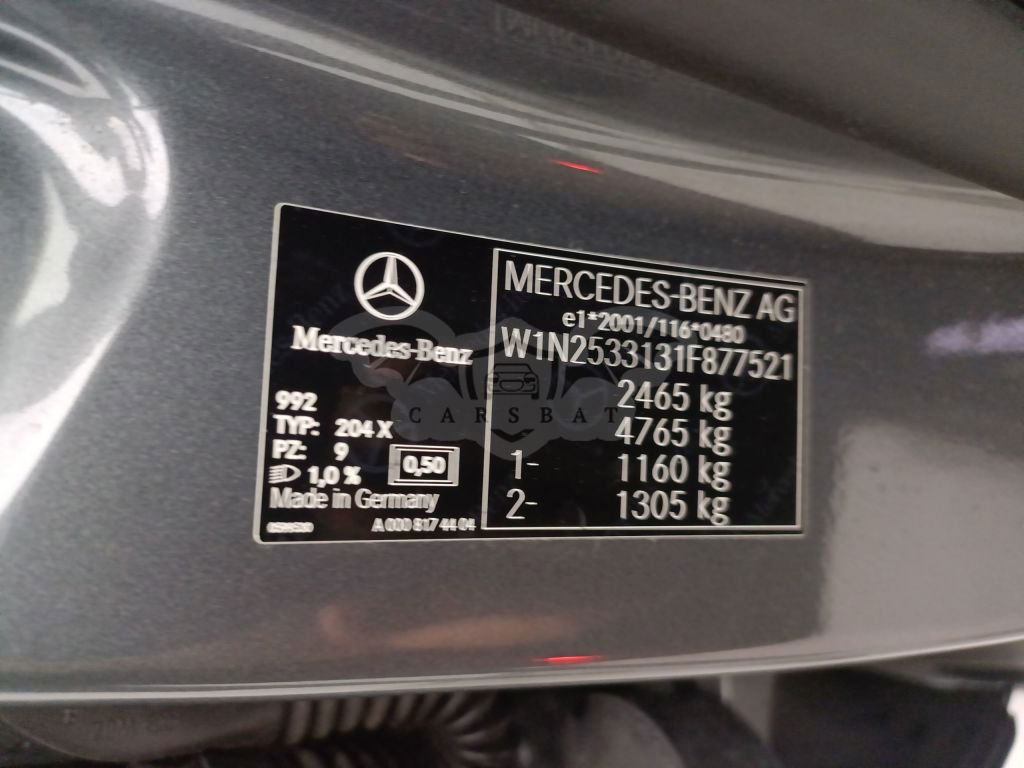 Mercedes-Benz
992
TYP: 204 X
PZ: 9
1,0 %
0,50
Made in Germany
A 000 817 44 04
MERCEDES-BENZ AG
e1*2001/116*0480
W1N2533131F877521
2465 kg
4765 kg
1- 1160 kg
2- 1305 kg
CARSBAT